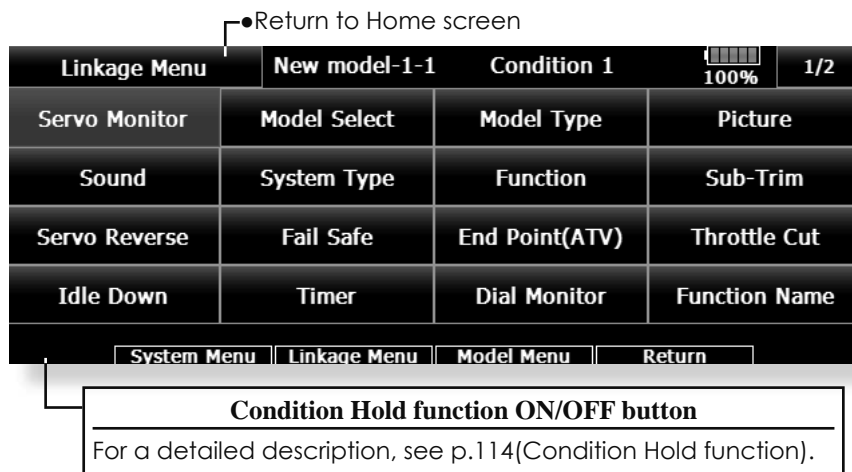 ●Return to Home screen
Linkage Menu New model-1-1 Condition 1 100% 1/2
Servo Monitor Model Select Model Type Picture
Sound System Type Function Sub-Trim
Servo Reverse Fail Safe End Point(ATV) Throttle Cut
Idle Down Timer Dial Monitor Function Name
System Menu Linkage Menu Model Menu Return
Condition Hold function ON/OFF button
For a detailed description, see p.114(Condition Hold function).